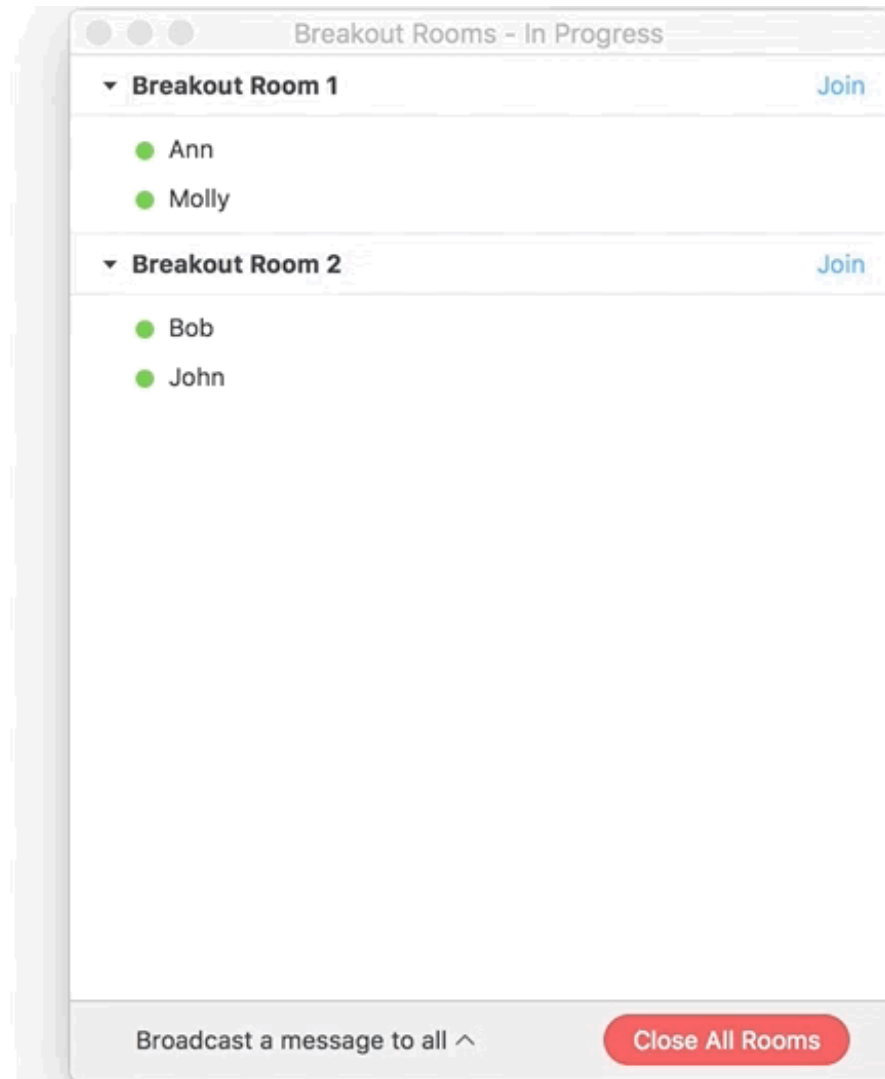 Breakout Rooms - In Progress
Breakout Room 1 Join
Ann
Molly
Breakout Room 2 Join
Bob
John
Broadcast a message to all Close All Rooms